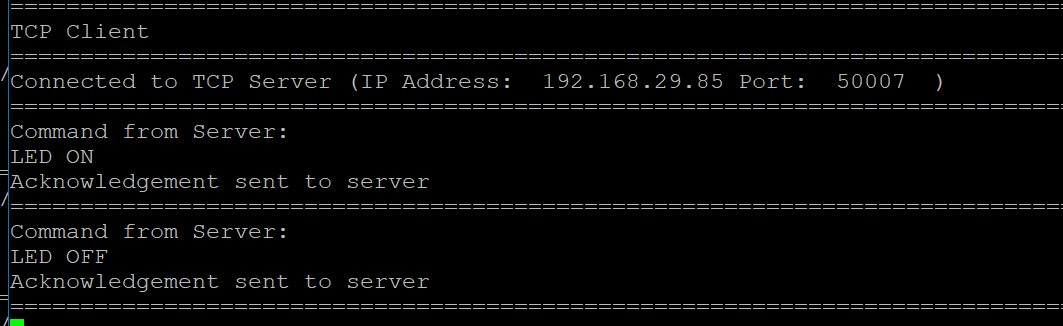 ============================================================================
TCP Client
============================================================================
Connected to TCP Server (IP Address:  192.168.29.85 Port:  50007  )
============================================================================
Command from Server:
LED ON
Acknowledgement sent to server
============================================================================
Command from Server:
LED OFF
Acknowledgement sent to server
============================================================================